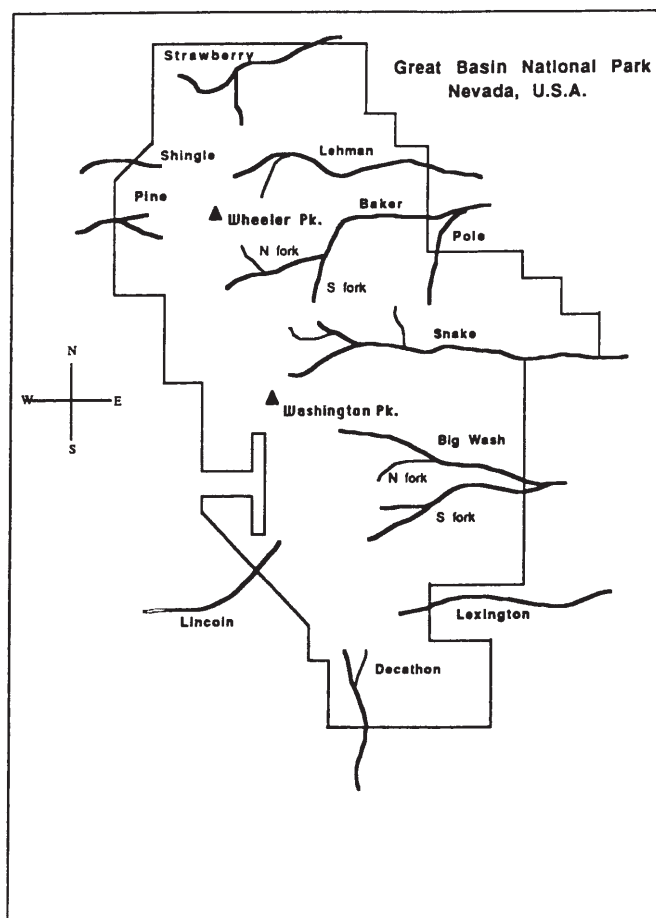 Strawberry
Great Basin National Park
Nevada, U.S.A.
Shingle
Lehman
Pine
Baker
Wheeler Pk.
Pole
N fork
S fork
Snake
N
W E
S
Washington Pk.
Big Wash
N fork
S fork
Lincoln
Lexington
Decathon